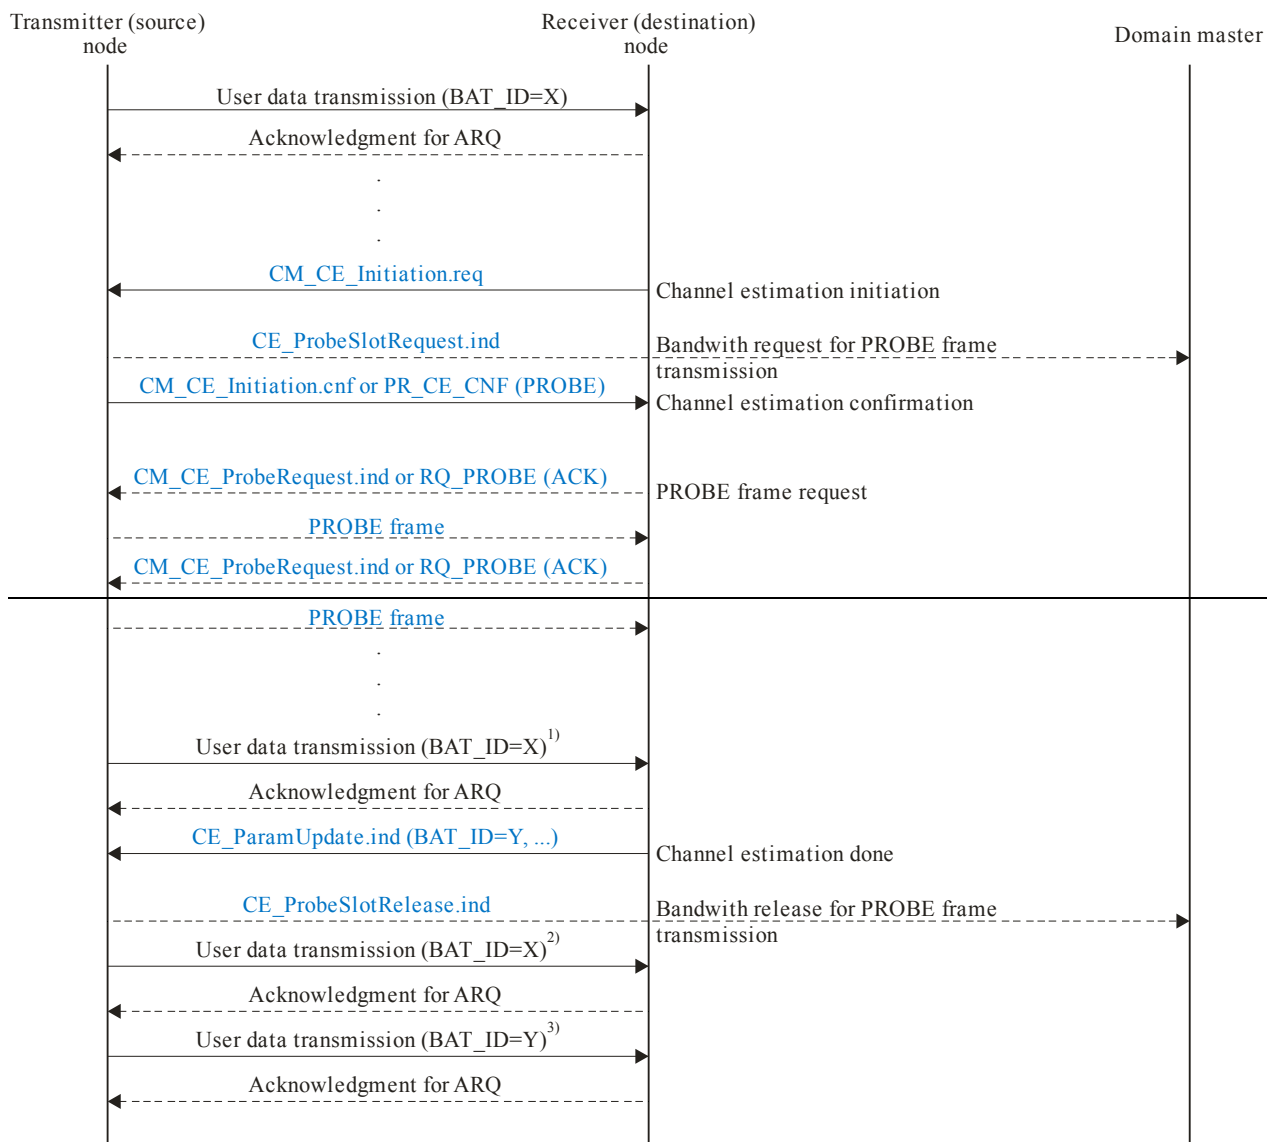 Transmitter (source)
node
Receiver (destination)
node
Domain master
User data transmission (BAT_ID=X)
Acknowledgment for ARQ
.
.
.
CM_CE_Initiation.req
Channel estimation initiation
CE_ProbeSlotRequest.ind
Bandwith request for PROBE frame
transmission
CM_CE_Initiation.cnf or PR_CE_CNF (PROBE)
Channel estimation confirmation
CM_CE_ProbeRequest.ind or RQ_PROBE (ACK)
PROBE frame request
PROBE frame
CM_CE_ProbeRequest.ind or RQ_PROBE (ACK)
PROBE frame
.
.
.
User data transmission (BAT_ID=X)1)
Acknowledgment for ARQ
CE_ParamUpdate.ind (BAT_ID=Y, ...)
Channel estimation done
CE_ProbeSlotRelease.ind
Bandwith release for PROBE frame
transmission
User data transmission (BAT_ID=X)2)
Acknowledgment for ARQ
User data transmission (BAT_ID=Y)3)
Acknowledgment for ARQ